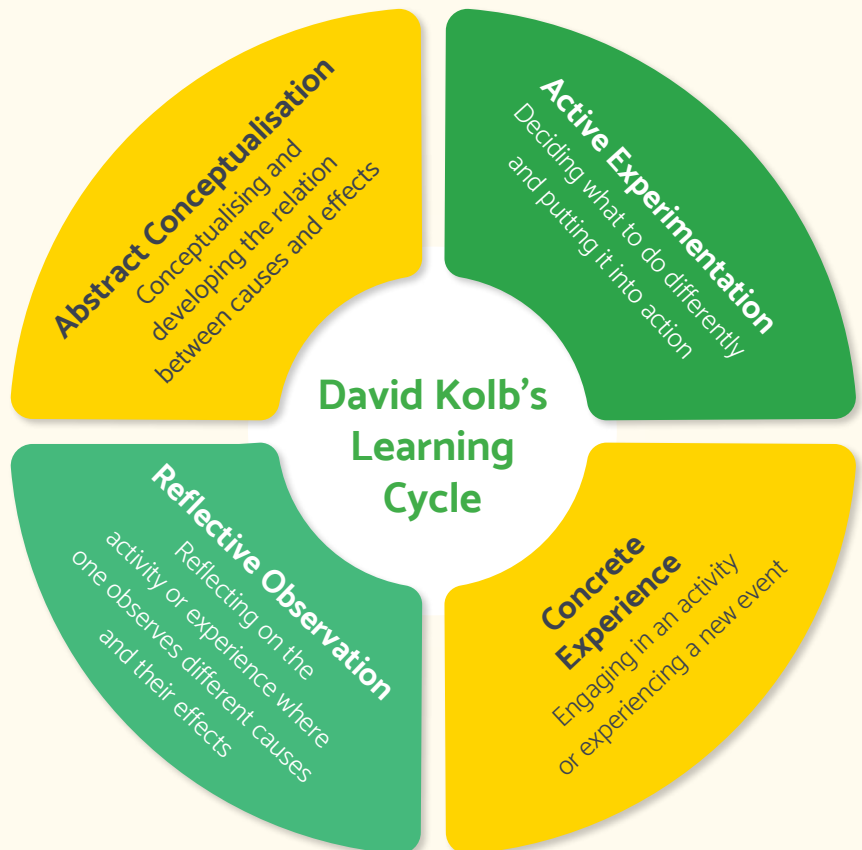 Abstract Conceptualisation
Conceptualising and
developing the relation
between causes and effects
Active Experimentation
Deciding what to do differently
and putting it into action
David Kolb's
Learning
Cycle
Reflective Observation
Reflecting on the
activity or experience where
one observes different causes
and their effects
Concrete
Experience
Engaging in an activity
or experiencing a new event